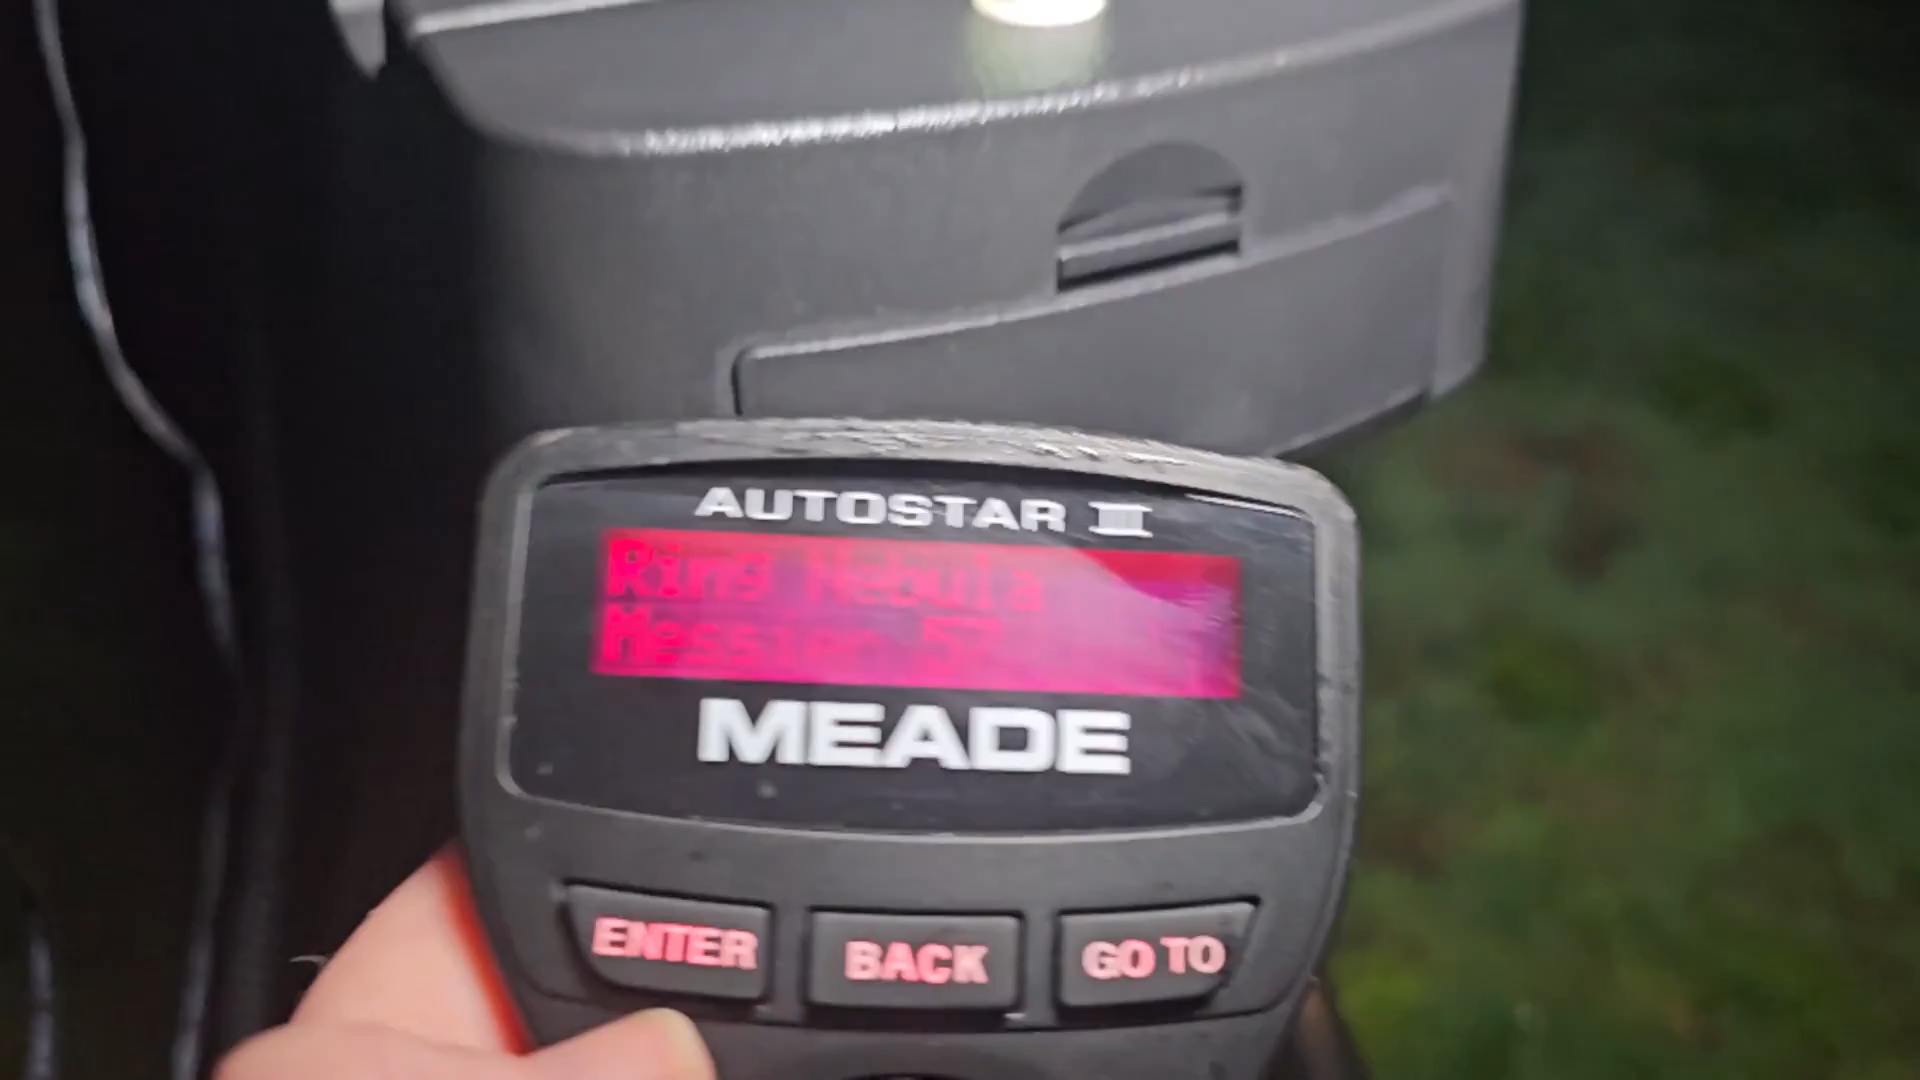 AUTOSTAR III
Ring Nebula
Messier 57
MEADE
ENTER
BACK
GO TO